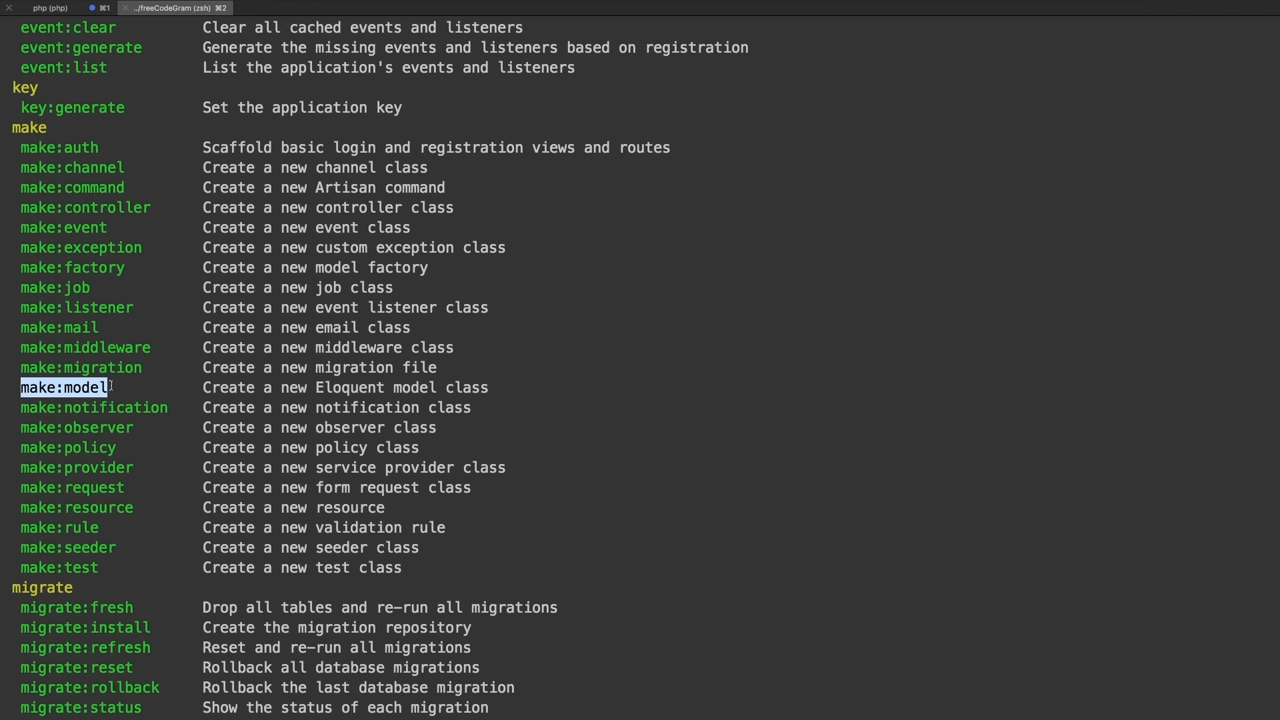 php (php) ⌘1 ../freeCodeGram (zsh) ⌘2
event:clear Clear all cached events and listeners
event:generate Generate the missing events and listeners based on registration
event:list List the application's events and listeners
key
key:generate Set the application key
make
make:auth Scaffold basic login and registration views and routes
make:channel Create a new channel class
make:command Create a new Artisan command
make:controller Create a new controller class
make:event Create a new event class
make:exception Create a new custom exception class
make:factory Create a new model factory
make:job Create a new job class
make:listener Create a new event listener class
make:mail Create a new email class
make:middleware Create a new middleware class
make:migration Create a new migration file
make:model Create a new Eloquent model class
make:notification Create a new notification class
make:observer Create a new observer class
make:policy Create a new policy class
make:provider Create a new service provider class
make:request Create a new form request class
make:resource Create a new resource
make:rule Create a new validation rule
make:seeder Create a new seeder class
make:test Create a new test class
migrate
migrate:fresh Drop all tables and re-run all migrations
migrate:install Create the migration repository
migrate:refresh Reset and re-run all migrations
migrate:reset Rollback all database migrations
migrate:rollback Rollback the last database migration
migrate:status Show the status of each migration